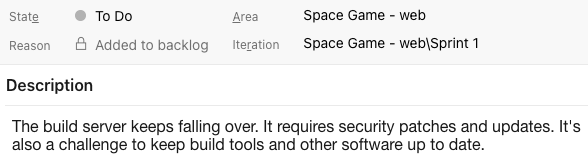 State To Do Area Space Game - web
Reason Added to backlog Iteration Space Game - web\Sprint 1
Description
The build server keeps falling over. It requires security patches and updates. It's
also a challenge to keep build tools and other software up to date.